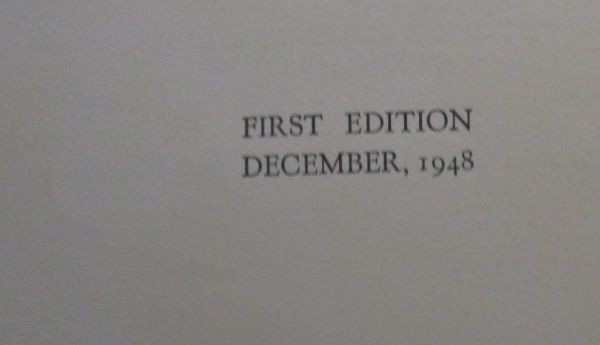 FIRST EDITION
DECEMBER, 1948